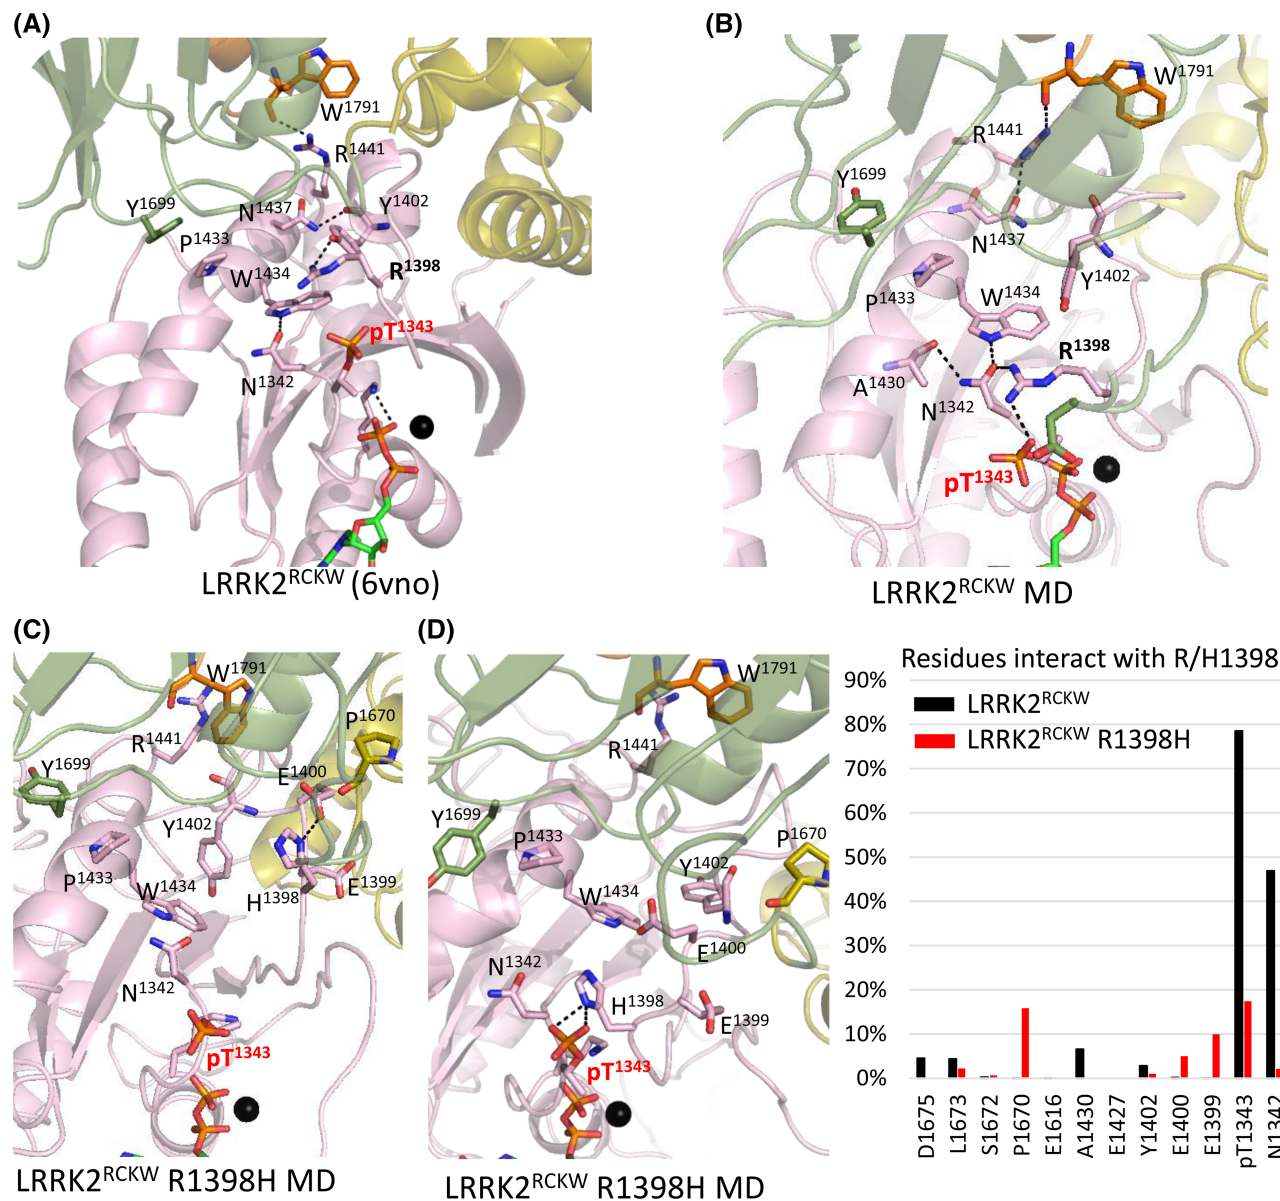 (A)
W1791
R1441
Y1699
N1437
Y1402
P1433
W1434
R1398
pT1343
N1342
LRRK2RCKW (6vno)
(B)
W1791
R1441
Y1699
N1437
Y1402
P1433
W1434
R1398
A1430
N1342
pT1343
LRRK2RCKW MD
(C)
W1791
P1670
R1441
Y1699
E1400
Y1402
P1433
W1434
H1398
E1399
N1342
pT1343
LRRK2RCKW R1398H MD
(D)
W1791
R1441
Y1699
P1433
P1670
Y1402
W1434
E1400
N1342
H1398
E1399
pT1343
LRRK2RCKW R1398H MD
Residues interact with R/H1398
90%
80%
70%
60%
50%
40%
30%
20%
10%
0%
LRRK2RCKW
LRRK2RCKW R1398H
D1675
L1673
S1672
P1670
E1616
A1430
E1427
Y1402
E1400
E1399
pT1343
N1342